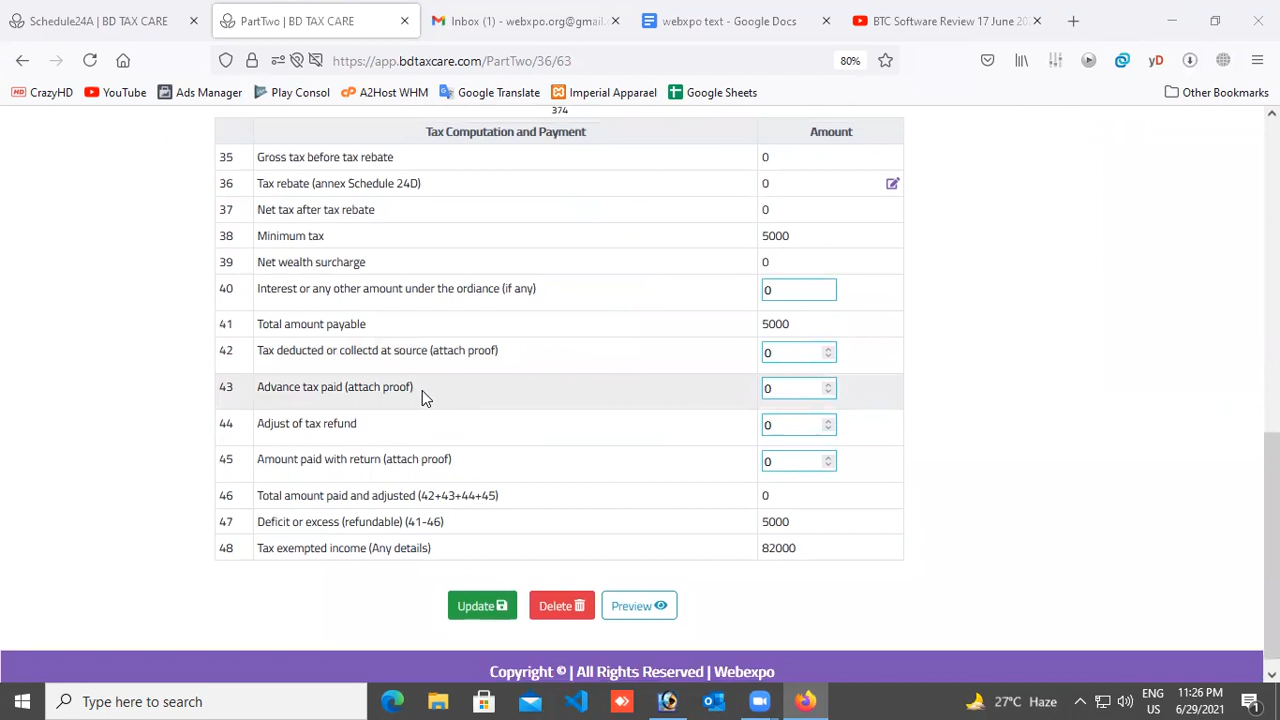 Schedule24A | BD TAX CARE
PartTwo | BD TAX CARE
Inbox (1) - webxpo.org@gmail.
webxpo text - Google Docs
BTC Software Review 17 June 202
https://app.bdtaxcare.com/PartTwo/36/63
80%
yD
HD CrazyHD
YouTube
Ads Manager
Play Consol
cP A2Host WHM
Google Translate
Imperial Apparael
Google Sheets
Other Bookmarks
374
Tax Computation and Payment Amount
35 Gross tax before tax rebate 0
36 Tax rebate (annex Schedule 24D) 0
37 Net tax after tax rebate 0
38 Minimum tax 5000
39 Net wealth surcharge 0
40 Interest or any other amount under the ordiance (if any) 0
41 Total amount payable 5000
42 Tax deducted or collectd at source (attach proof) 0
43 Advance tax paid (attach proof) 0
44 Adjust of tax refund 0
45 Amount paid with return (attach proof) 0
46 Total amount paid and adjusted (42+43+44+45) 0
47 Deficit or excess (refundable) (41-46) 5000
48 Tax exempted income (Any details) 82000
Update
Delete
Preview
Copyright © | All Rights Reserved | Webexpo
Type here to search
27°C Haze
ENG
US
11:26 PM
6/29/2021
1